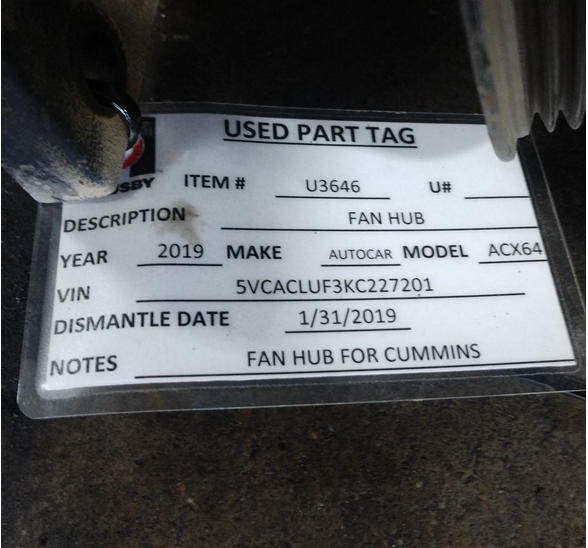 USED PART TAG
SBY ITEM # U3646 U#
DESCRIPTION FAN HUB
YEAR 2019 MAKE AUTOCAR MODEL ACX64
VIN 5VCACLUF3KC227201
DISMANTLE DATE 1/31/2019
NOTES FAN HUB FOR CUMMINS